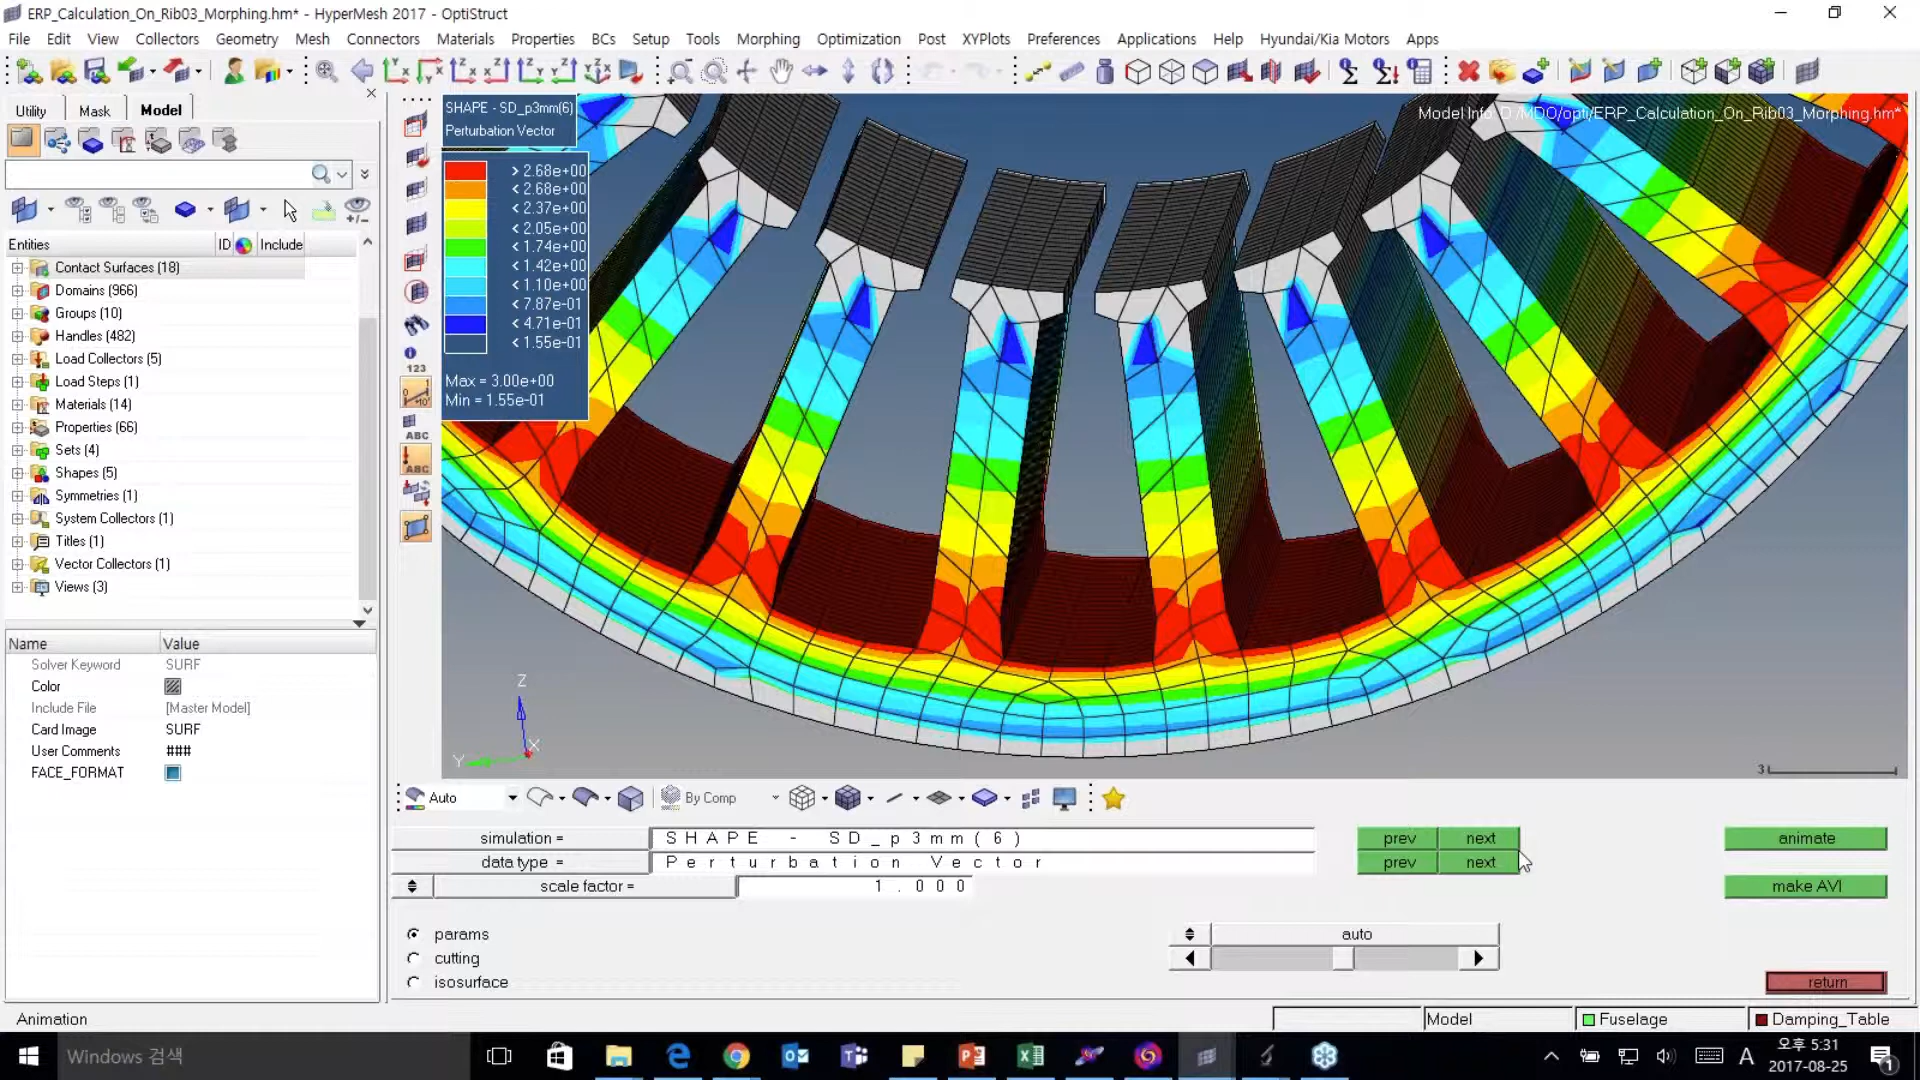 ERP_Calculation_On_Rib03_Morphing.hm* - HyperMesh 2017 - OptiStruct
File Edit View Collectors Geometry Mesh Connectors Materials Properties BCs Setup Tools Morphing Optimization Post XYPlots Preferences Applications Help Hyundai/Kia Motors Apps
Utility Mask Model
Entities ID Include
Contact Surfaces (18)
Domains (966)
Groups (10)
Handles (482)
Load Collectors (5)
Load Steps (1)
Materials (14)
Properties (66)
Sets (4)
Shapes (5)
Symmetries (1)
System Collectors (1)
Titles (1)
Vector Collectors (1)
Views (3)
Name Value
Solver Keyword SURF
Color
Include File [Master Model]
Card Image SURF
User Comments ###
FACE_FORMAT
123
ABC
ABC
SHAPE - SD_p3mm(6)
Perturbation Vector
> 2.68e+00
< 2.68e+00
< 2.37e+00
< 2.05e+00
< 1.74e+00
< 1.42e+00
< 1.10e+00
< 7.87e-01
< 4.71e-01
< 1.55e-01
Max = 3.00e+00
Min = 1.55e-01
Z
X
Y
3
Auto By Comp
simulation = SHAPE - SD_p3mm(6) prev next animate
data type = Perturbation Vector prev next
scale factor = 1.000 make AVI
params auto
cutting
isosurface return
Animation Model Fuselage Damping_Table
Windows 검색
A
오후 5:31
2017-08-25
1